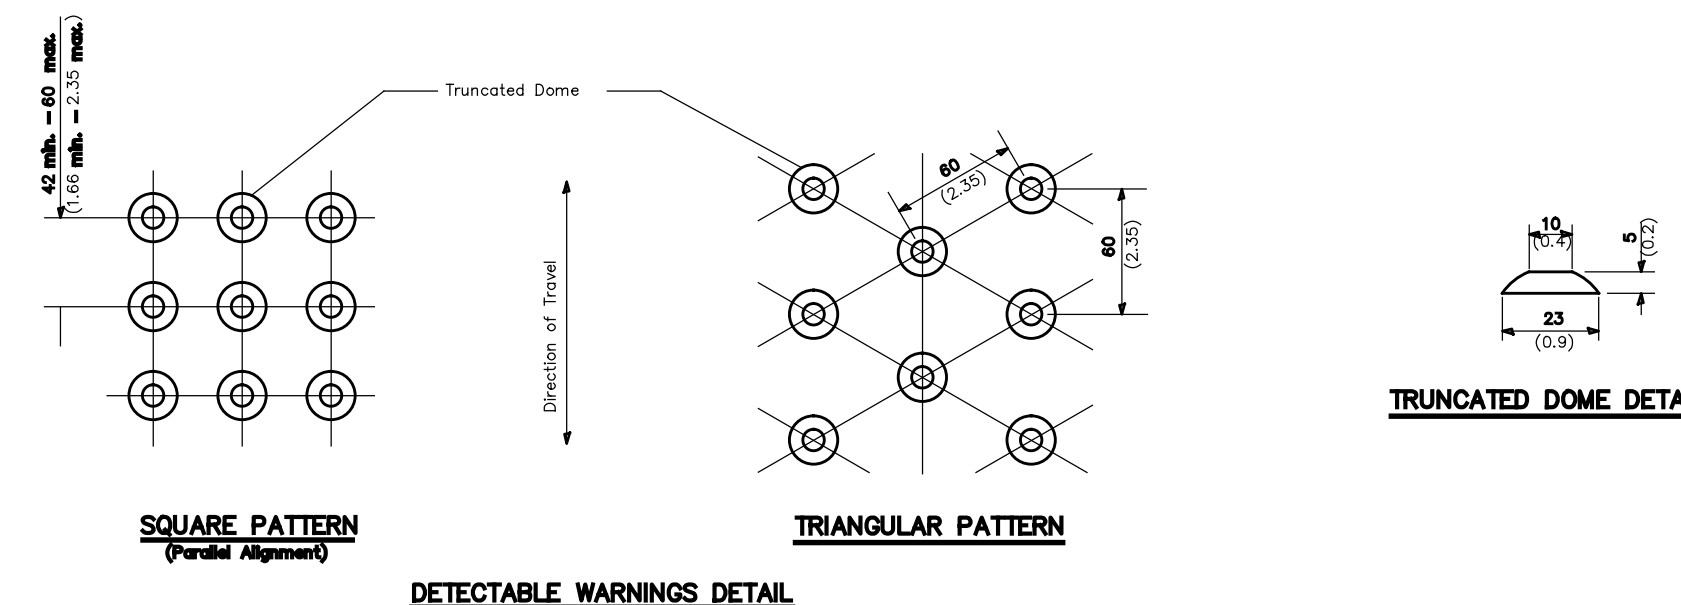 42 min. - 60 max.
(1.66 min. - 2.35 max.)
Truncated Dome
Direction of Travel
60
(2.35)
60
(2.35)
10
(0.4)
5
(0.2)
23
(0.9)
TRUNCATED DOME DETA
SQUARE PATTERN
(Parallel Alignment)
TRIANGULAR PATTERN
DETECTABLE WARNINGS DETAIL